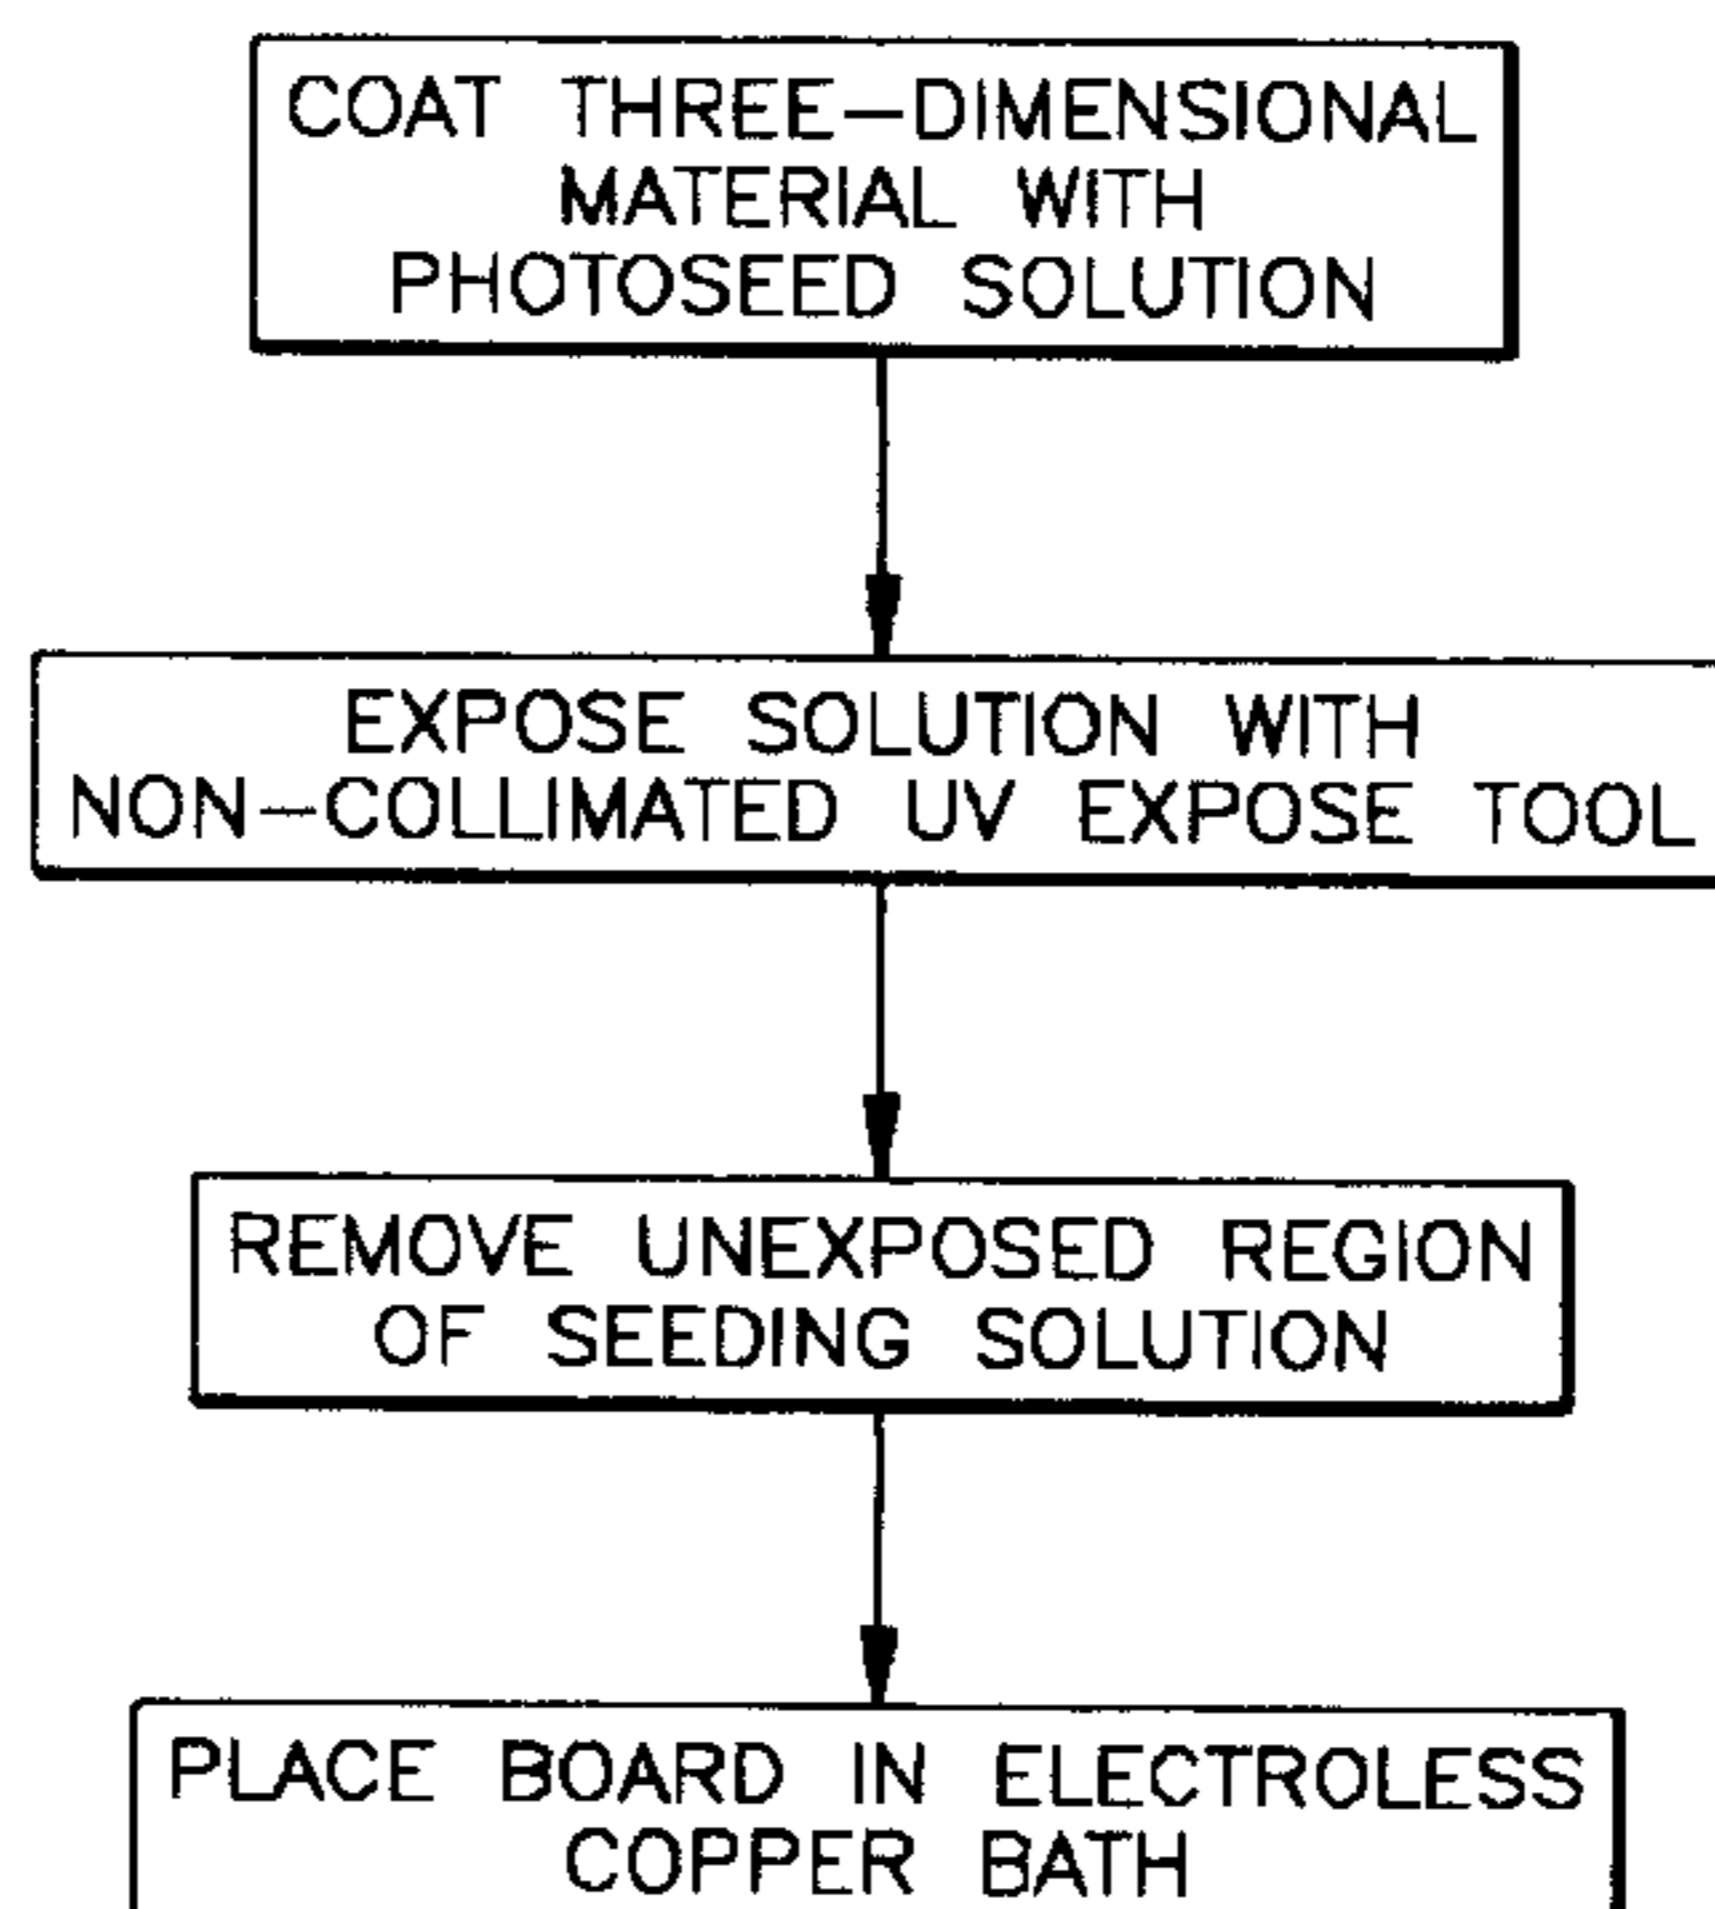 COAT THREE-DIMENSIONAL
MATERIAL WITH
PHOTOSEED SOLUTION
EXPOSE SOLUTION WITH
NON-COLLIMATED UV EXPOSE TOOL
REMOVE UNEXPOSED REGION
OF SEEDING SOLUTION
PLACE BOARD IN ELECTROLESS
COPPER BATH